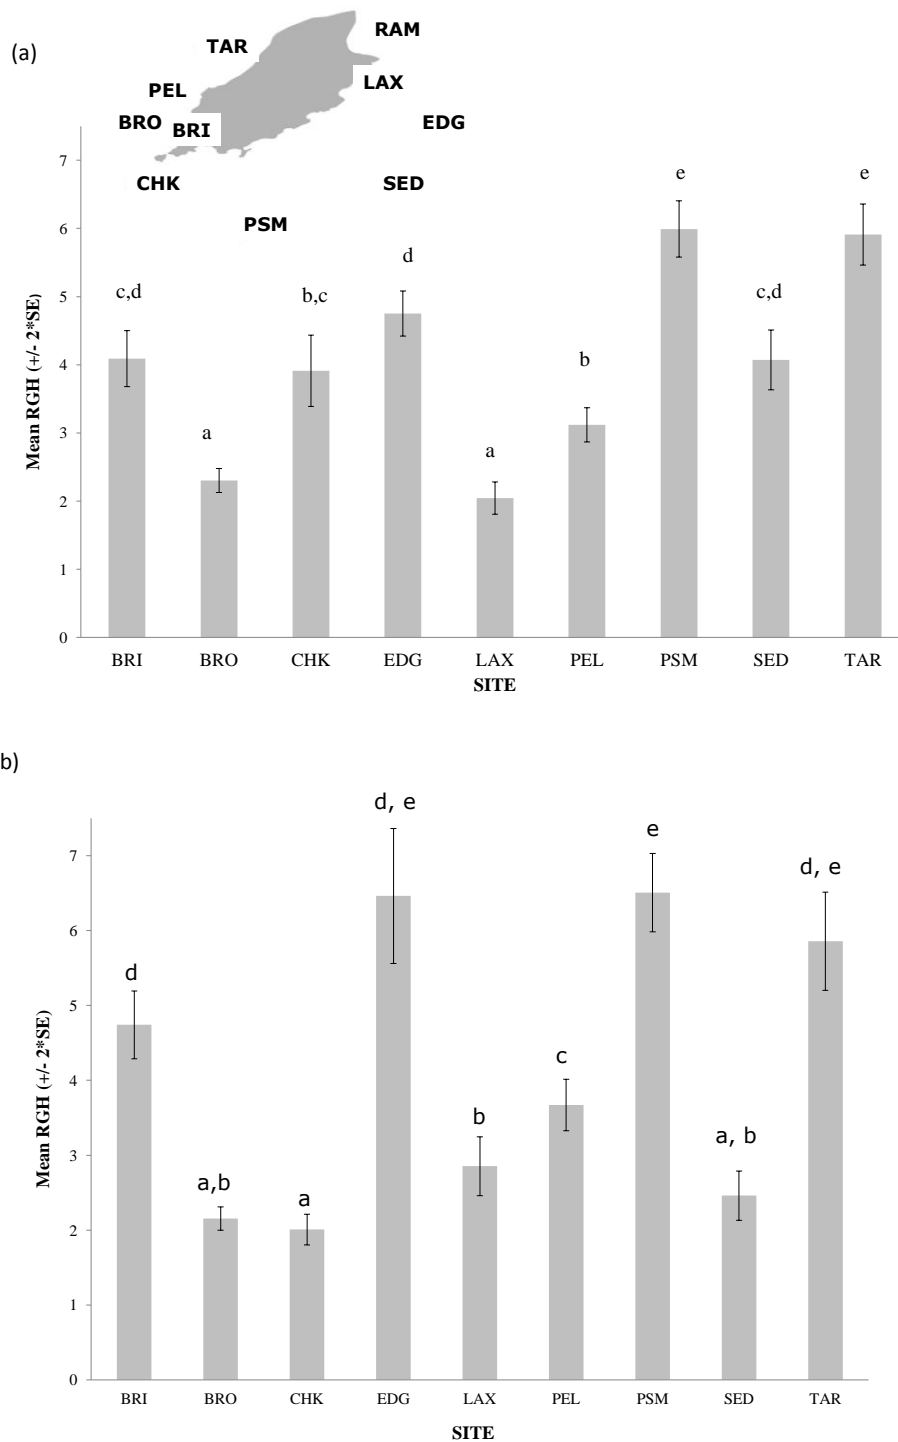 (a)
RAM
TAR
LAX
PEL
BRO
BRI
EDG
CHK
SED
PSM
Mean RGH (+/- 2*SE)
7
6
5
4
3
2
1
0
c,d
a
b,c
d
a
b
e
c,d
e
BRI BRO CHK EDG LAX PEL PSM SED TAR
SITE
b)
Mean RGH (+/- 2*SE)
7
6
5
4
3
2
1
0
d
a,b
a
d, e
b
c
e
a, b
d, e
BRI BRO CHK EDG LAX PEL PSM SED TAR
SITE